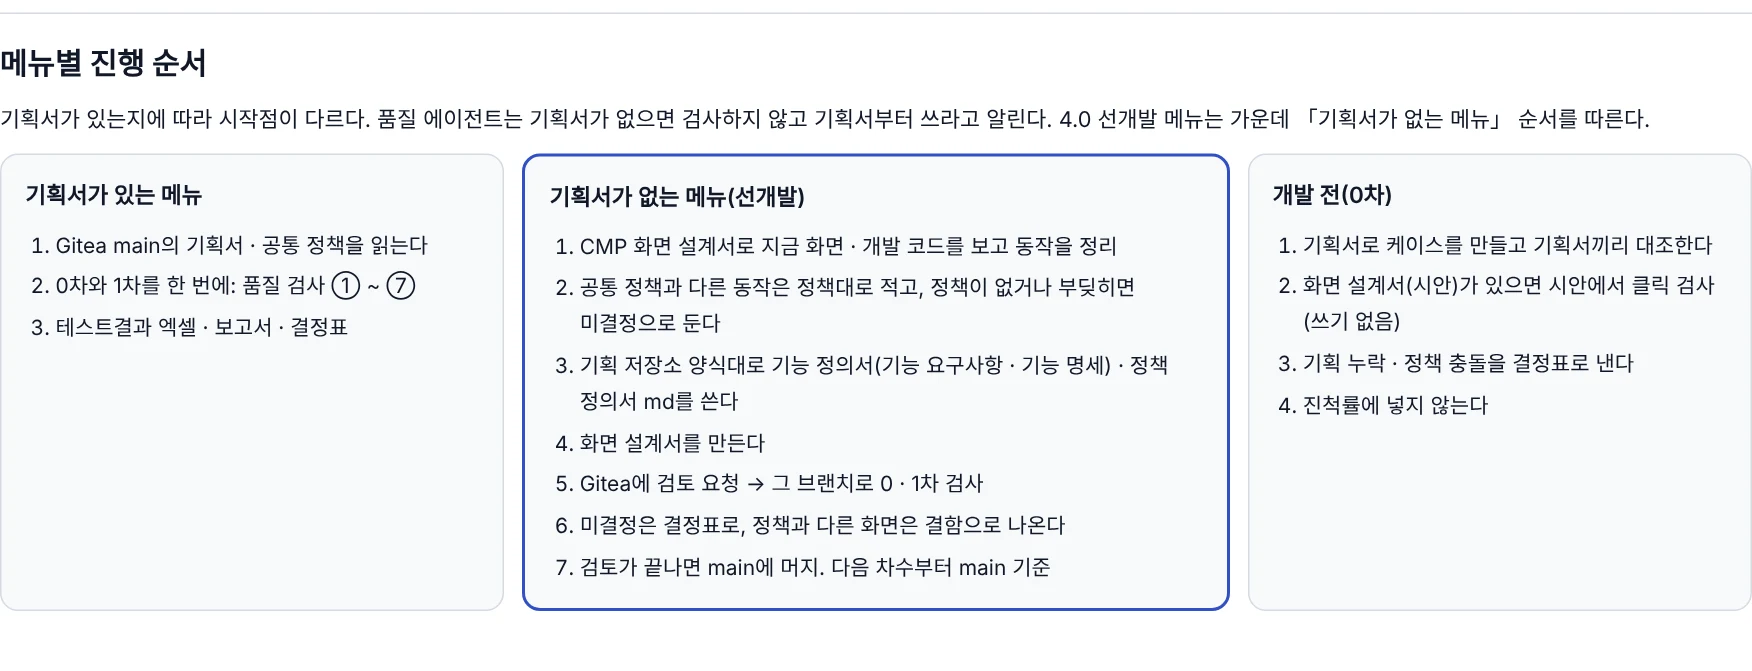 메뉴별 진행 순서
기획서가 있는지에 따라 시작점이 다르다. 품질 에이전트는 기획서가 없으면 검사하지 않고 기획서부터 쓰라고 알린다. 4.0 선개발 메뉴는 가운데 「기획서가 없는 메뉴」 순서를 따른다.
기획서가 있는 메뉴
1. Gitea main의 기획서 · 공통 정책을 읽는다
2. 0차와 1차를 한 번에: 품질 검사 ① ~ ⑦
3. 테스트결과 엑셀 · 보고서 · 결정표
기획서가 없는 메뉴(선개발)
1. CMP 화면 설계서로 지금 화면 · 개발 코드를 보고 동작을 정리
2. 공통 정책과 다른 동작은 정책대로 적고, 정책이 없거나 부딪히면
미결정으로 둔다
3. 기획 저장소 양식대로 기능 정의서(기능 요구사항 · 기능 명세) · 정책
정의서 md를 쓴다
4. 화면 설계서를 만든다
5. Gitea에 검토 요청 → 그 브랜치로 0 · 1차 검사
6. 미결정은 결정표로, 정책과 다른 화면은 결함으로 나온다
7. 검토가 끝나면 main에 머지. 다음 차수부터 main 기준
개발 전(0차)
1. 기획서로 케이스를 만들고 기획서끼리 대조한다
2. 화면 설계서(시안)가 있으면 시안에서 클릭 검사
(쓰기 없음)
3. 기획 누락 · 정책 충돌을 결정표로 낸다
4. 진척률에 넣지 않는다